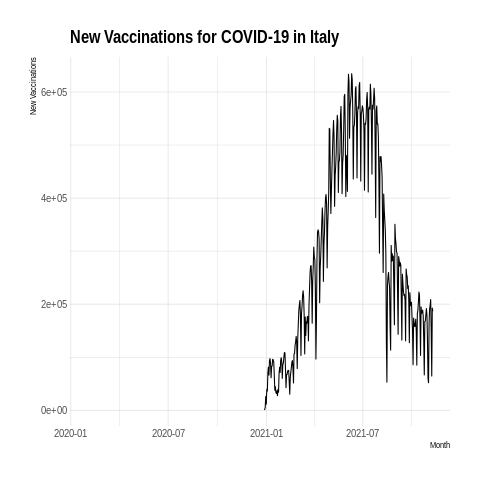 New Vaccinations for COVID-19 in Italy
New Vaccinations
6e+05
4e+05
2e+05
0e+00
2020-01 2020-07 2021-01 2021-07
Month